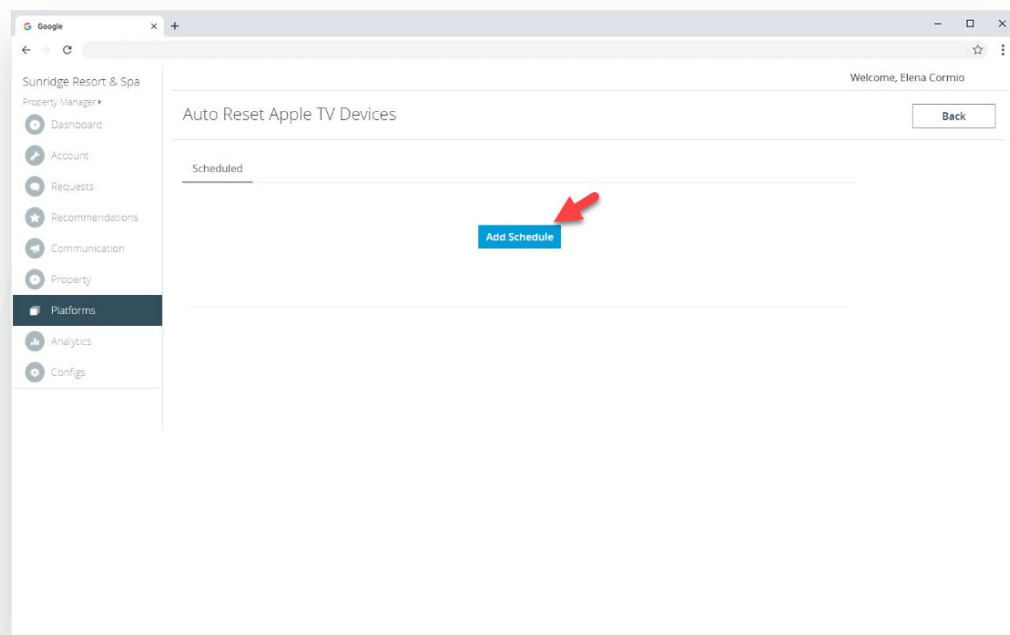 Google
Sunridge Resort & Spa
Welcome, Elena Cormio
Property Manager
Dashboard
Auto Reset Apple TV Devices
Back
Account
Scheduled
Requests
Recommendations
Add Schedule
Communication
Property
Platforms
Analytics
Configs